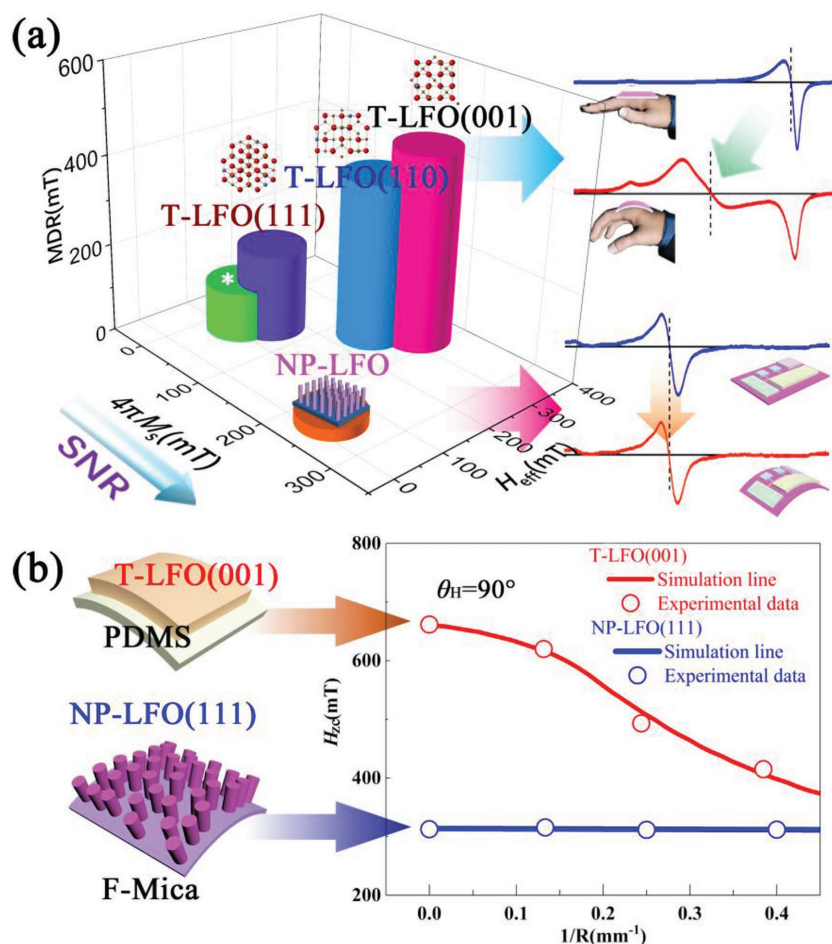 (a)
600
400
200
0
MDR(mT)
T-LFO(001)
T-LFO(110)
T-LFO(111)
*
NP-LFO
0
100
200
300
4πMs(mT)
SNR
0
100
200
300
400
Heff(mT)
(b)
T-LFO(001)
PDMS
NP-LFO(111)
F-Mica
800
600
400
200
Hzc(mT)
θH=90°
T-LFO(001)
Simulation line
Experimental data
NP-LFO(111)
Simulation line
Experimental data
0.0 0.1 0.2 0.3 0.4
1/R(mm⁻¹)